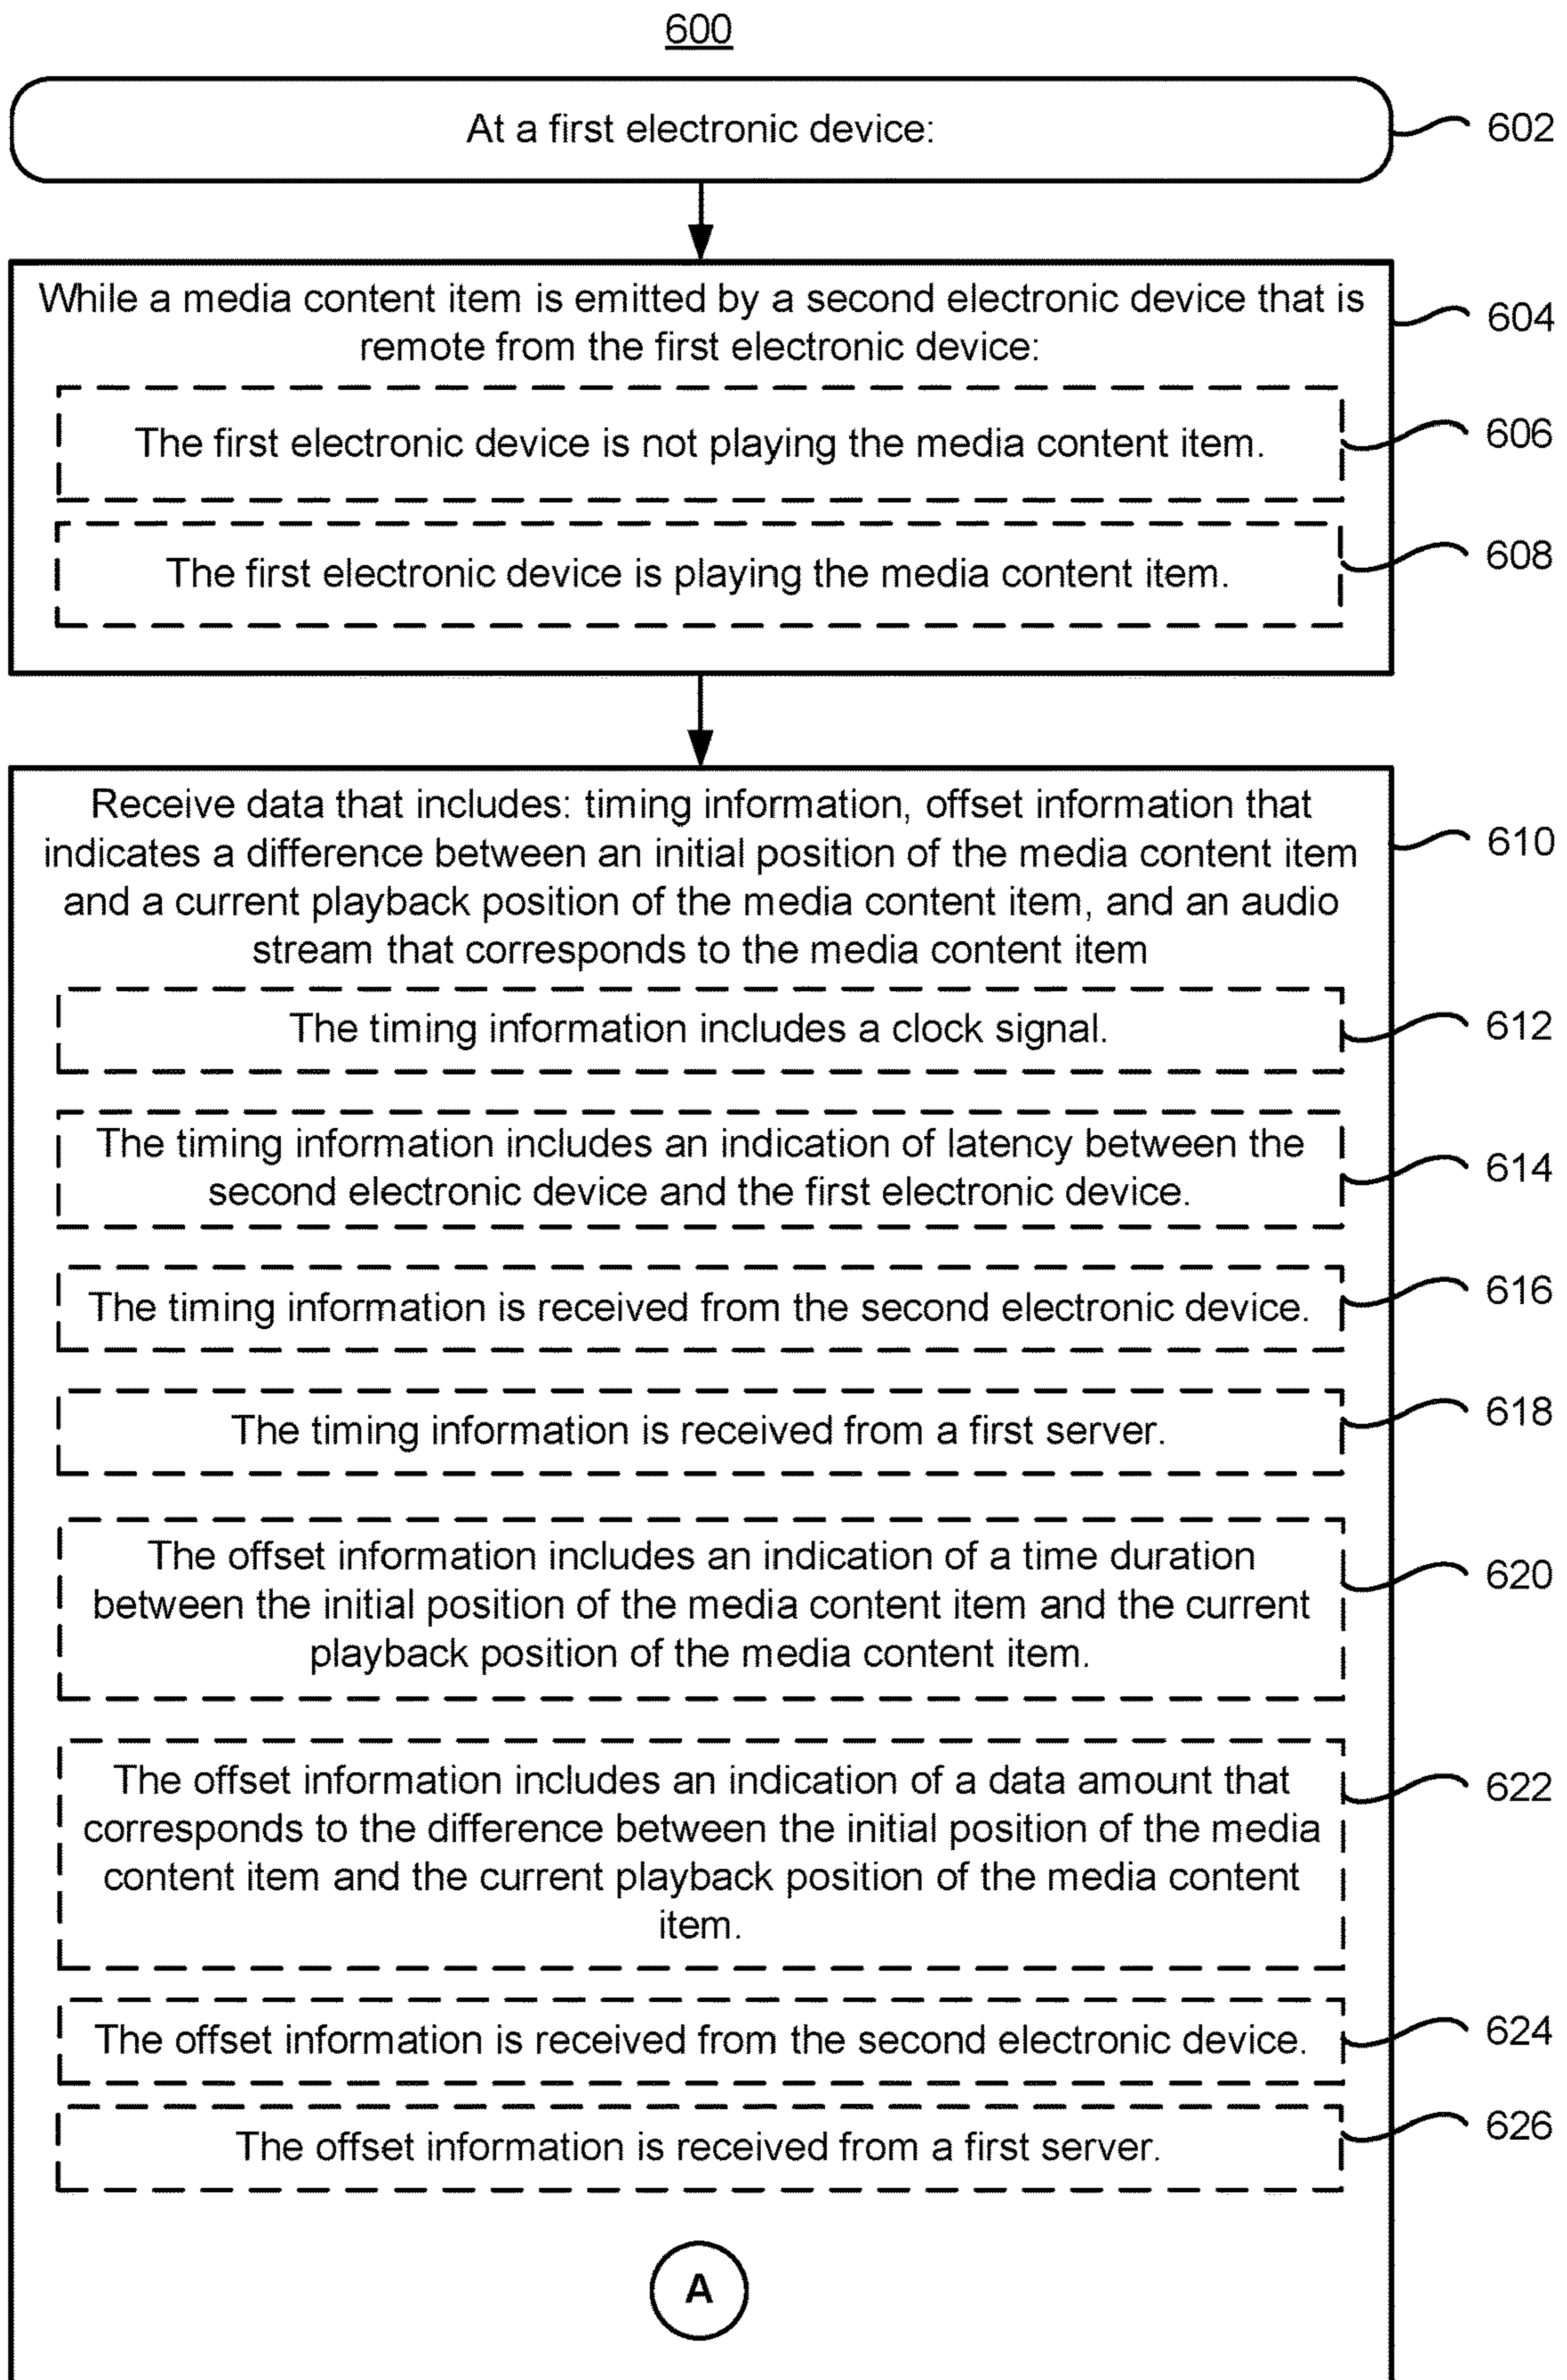 600
At a first electronic device:
602
While a media content item is emitted by a second electronic device that is
remote from the first electronic device:
604
The first electronic device is not playing the media content item.
606
The first electronic device is playing the media content item.
608
Receive data that includes: timing information, offset information that
indicates a difference between an initial position of the media content item
and a current playback position of the media content item, and an audio
stream that corresponds to the media content item
610
The timing information includes a clock signal.
612
The timing information includes an indication of latency between the
second electronic device and the first electronic device.
614
The timing information is received from the second electronic device.
616
The timing information is received from a first server.
618
The offset information includes an indication of a time duration
between the initial position of the media content item and the current
playback position of the media content item.
620
The offset information includes an indication of a data amount that
corresponds to the difference between the initial position of the media
content item and the current playback position of the media content
item.
622
The offset information is received from the second electronic device.
624
The offset information is received from a first server.
626
A